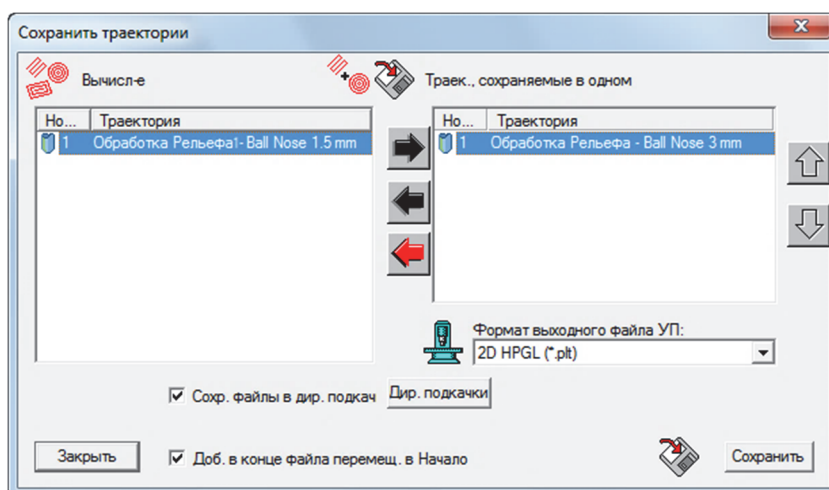 Сохранить траектории
Вычисл-е
Траек., сохраняемые в одном
Но... Траектория
1 Обработка Рельефа1- Ball Nose 1.5 mm
Но... Траектория
1 Обработка Рельефа - Ball Nose 3 mm
Формат выходного файла УП:
2D HPGL (*.plt)
Сохр. файлы в дир. подкач
Дир. подкачки
Закрыть
Доб. в конце файла перемещ. в Начало
Сохранить